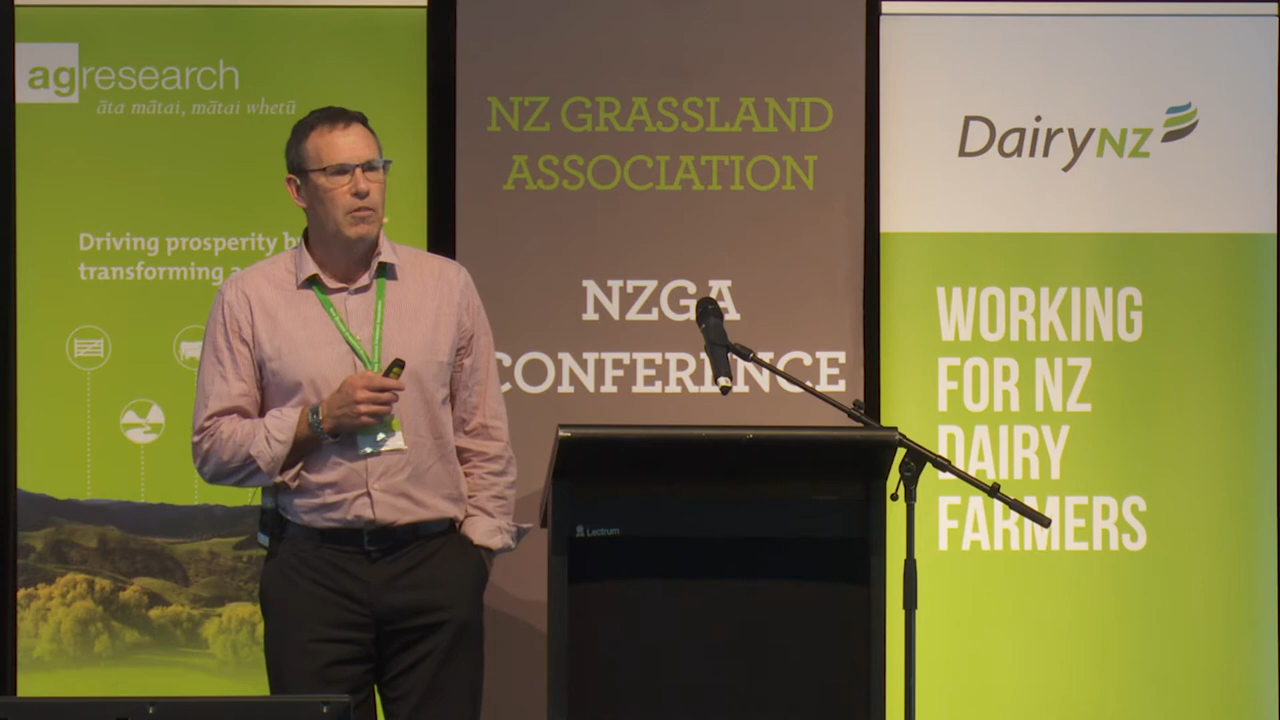 agresearch
āta mātai, mātai whetū
Driving prosperity b
transforming a
NZ GRASSLAND
ASSOCIATION
NZGA
CONFERENCE
Lectrum
DairyNZ
WORKING
FOR NZ
DAIRY
FARMERS